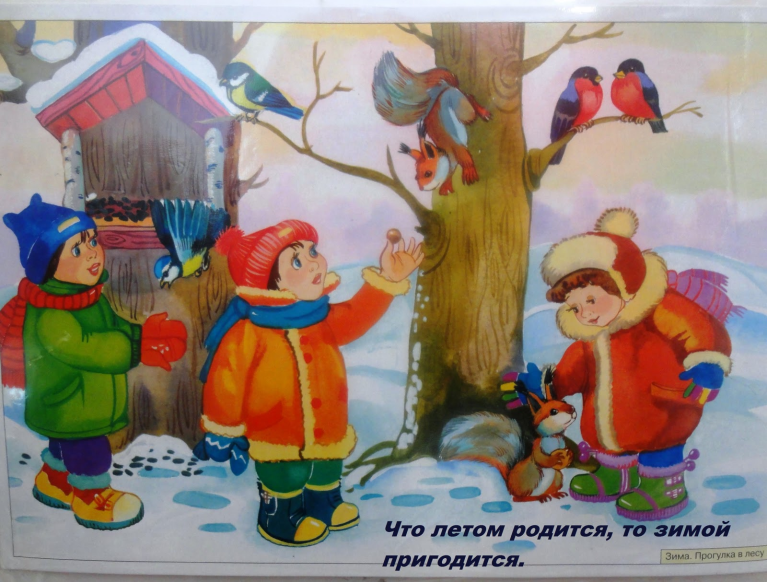 Что летом родится, то зимой
пригодится.
Зима. Прогулка в лесу